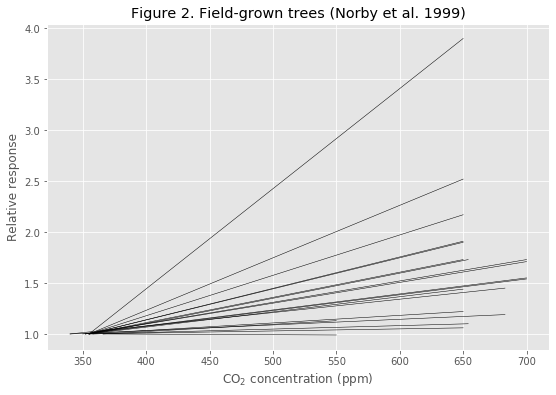 Figure 2. Field-grown trees (Norby et al. 1999)
4.0
3.5
3.0
2.5
2.0
1.5
1.0
Relative response
350 400 450 500 550 600 650 700
CO₂ concentration (ppm)